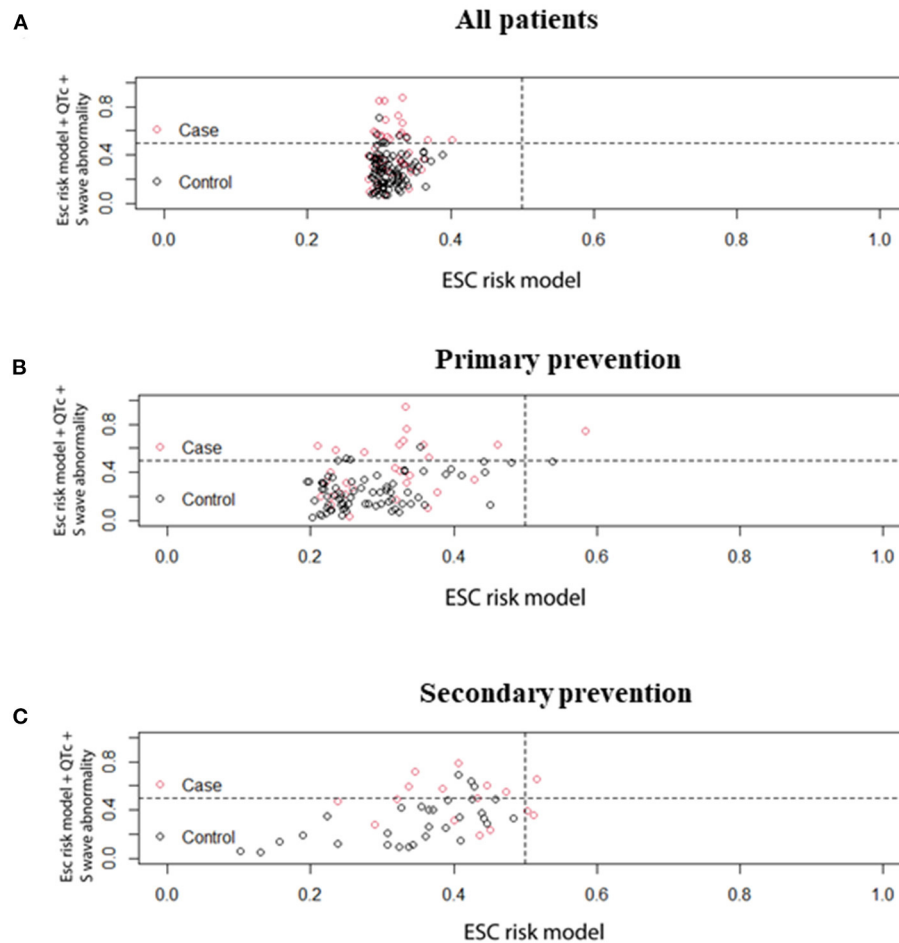 A
All patients
Esc risk model + QTc +
S wave abnormality
0.0 0.4 0.8
Case
Control
0.0 0.2 0.4 0.6 0.8 1.0
ESC risk model
B
Primary prevention
Esc risk model + QTc +
S wave abnormality
0.0 0.4 0.8
Case
Control
0.0 0.2 0.4 0.6 0.8 1.0
ESC risk model
C
Secondary prevention
Esc risk model + QTc +
S wave abnormality
0.0 0.4 0.8
Case
Control
0.0 0.2 0.4 0.6 0.8 1.0
ESC risk model